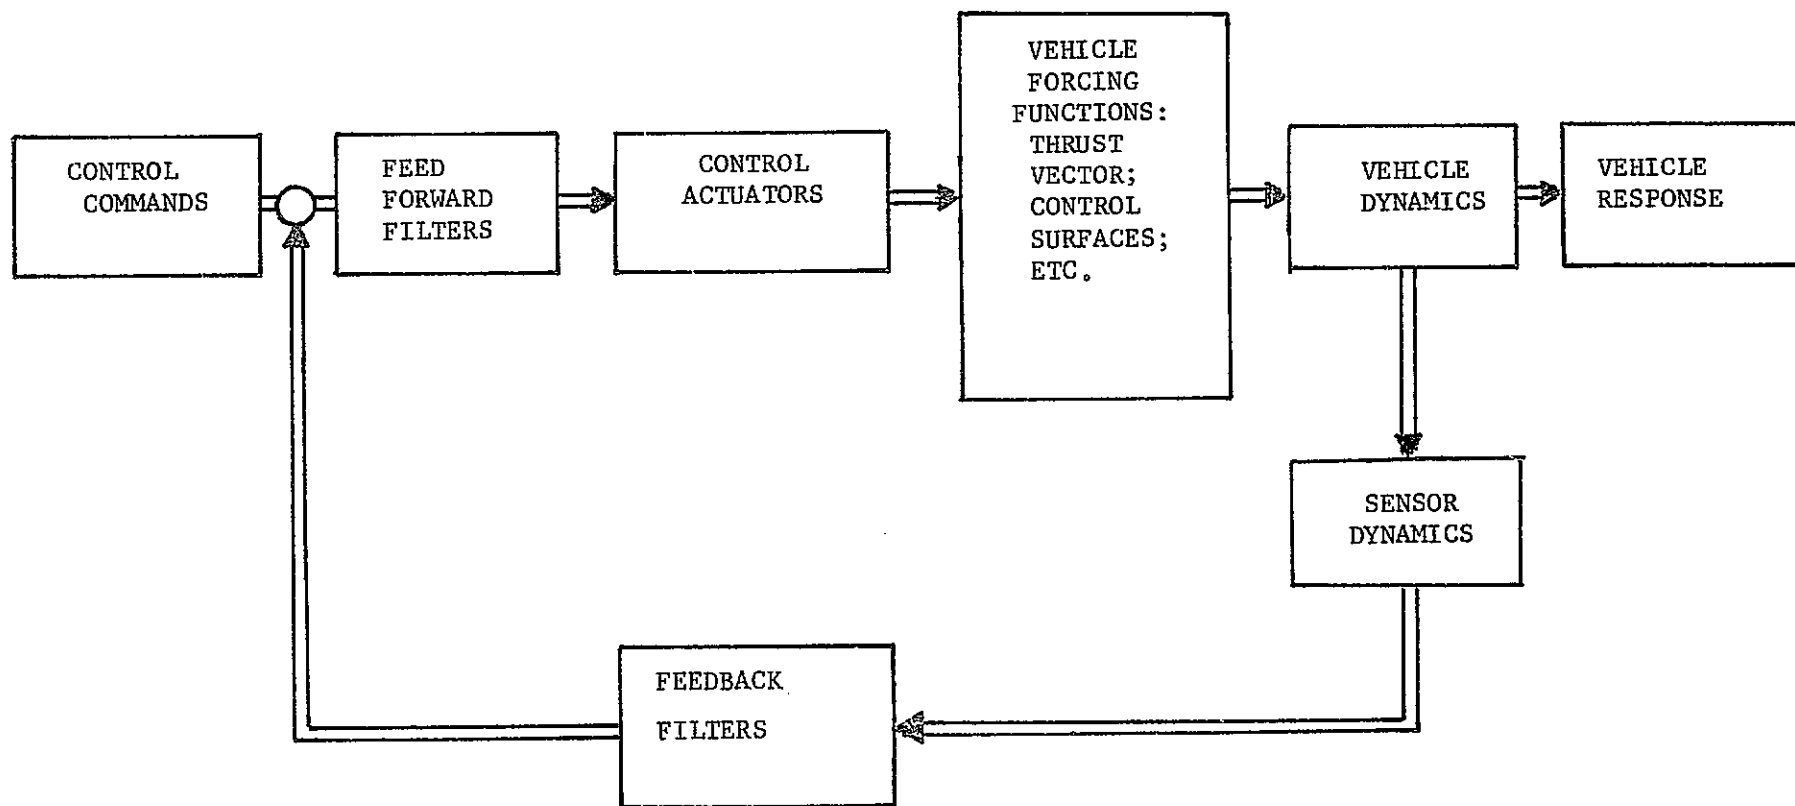 CONTROL
COMMANDS
FEED
FORWARD
FILTERS
CONTROL
ACTUATORS
VEHICLE
FORCING
FUNCTIONS:
THRUST
VECTOR;
CONTROL
SURFACES;
ETC.
VEHICLE
DYNAMICS
VEHICLE
RESPONSE
SENSOR
DYNAMICS
FEEDBACK
FILTERS